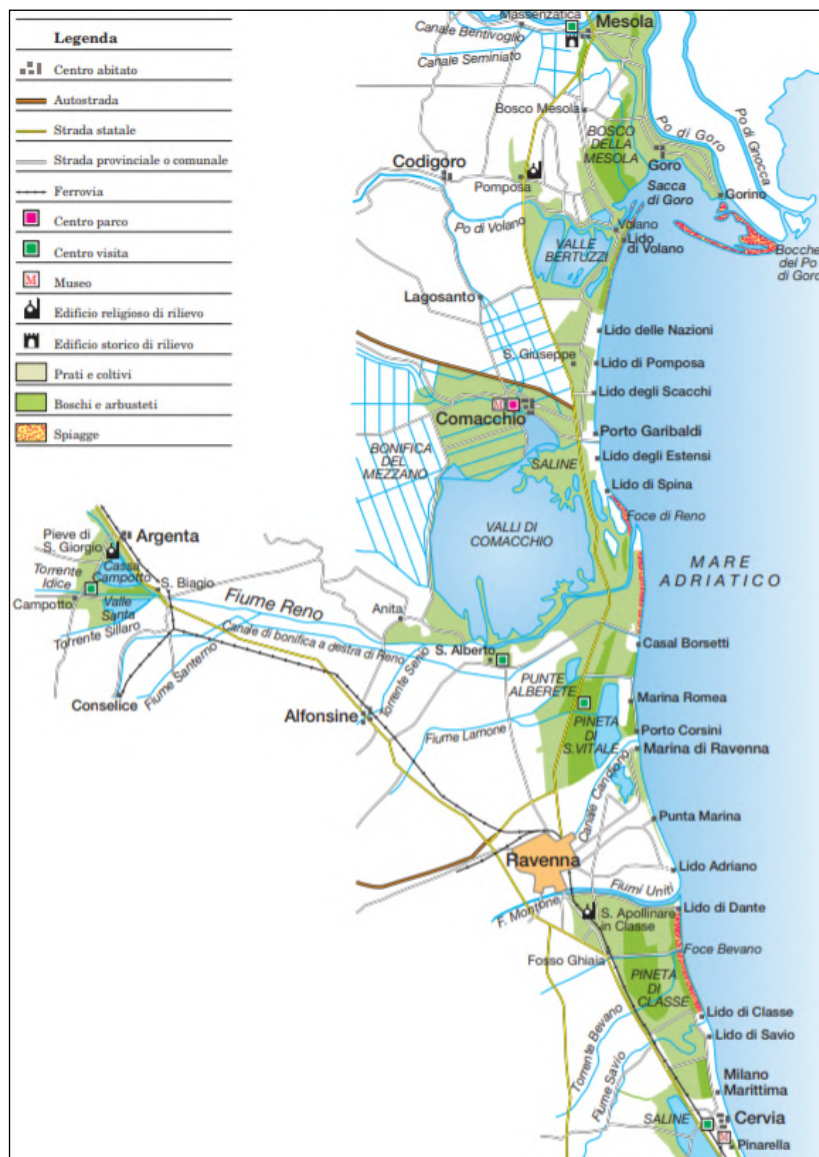 Legenda
Centro abitato
Autostrada
Strada statale
Strada provinciale o comunale
Ferrovia
Centro parco
Centro visita
M
Museo
Edificio religioso di rilievo
Edificio storico di rilievo
Prati e coltivi
Boschi e arbusteti
Spiagge
Massenzatica
Mesola
Canale Bentivoglio
Canale Seminiato
Bosco Mesola
BOSCO
DELLA
MESOLA
Po di Goro
Po di Gnocca
Goro
Codigoro
Pomposa
Sacca
di Goro
Gorino
Po di Volano
Volano
Lido
di Volano
VALLE
BERTUZZI
Bocche
del Po
di Goro
Lagosanto
Lido delle Nazioni
S. Giuseppe
Lido di Pomposa
Lido degli Scacchi
M
Comacchio
Porto Garibaldi
BONIFICA
DEL
MEZZANO
SALINE
Lido degli Estensi
Lido di Spina
Foce di Reno
VALLI DI
COMACCHIO
MARE
ADRIATICO
Argenta
Pieve di
S. Giorgio
Cassa
Campotto
Torrente
Idice
S. Biagio
Campotto
Valle
Santa
Torrente Sillaro
Fiume Reno
Anita
Canale di bonifica a destra di Reno
S. Alberto
Casal Borsetti
Conselice
Fiume Santerno
Torrente Senio
Alfonsine
PUNTE
ALBERETE
Marina Romea
Fiume Lamone
PINETA
DI
S.VITALE
Porto Corsini
Marina di Ravenna
Canale Candiano
Punta Marina
Ravenna
Lido Adriano
Fiumi Uniti
F. Montone
Lido di Dante
S. Apollinare
in Classe
Fosso Ghiaia
Foce Bevano
PINETA
DI
CLASSE
Lido di Classe
Torrente Bevano
Lido di Savio
Fiume Savio
Milano
Marittima
SALINE
Cervia
M
Pinarella